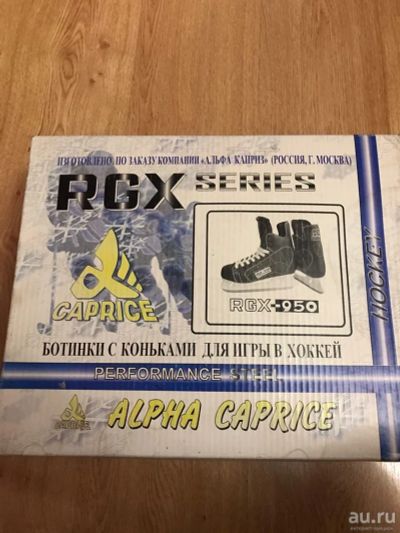 ИЗГОТОВЛЕНО ПО ЗАКАЗУ КОМПАНИИ «АЛЬФА КАПРИЗ» (РОССИЯ, Г. МОСКВА)
RGX SERIES
CAPRICE
RGX-950
HOCKEY
БОТИНКИ С КОНЬКАМИ ДЛЯ ИГРЫ В ХОККЕЙ
PERFORMANCE STEEL
CAPRICE
ALPHA CAPRICE
au.ru